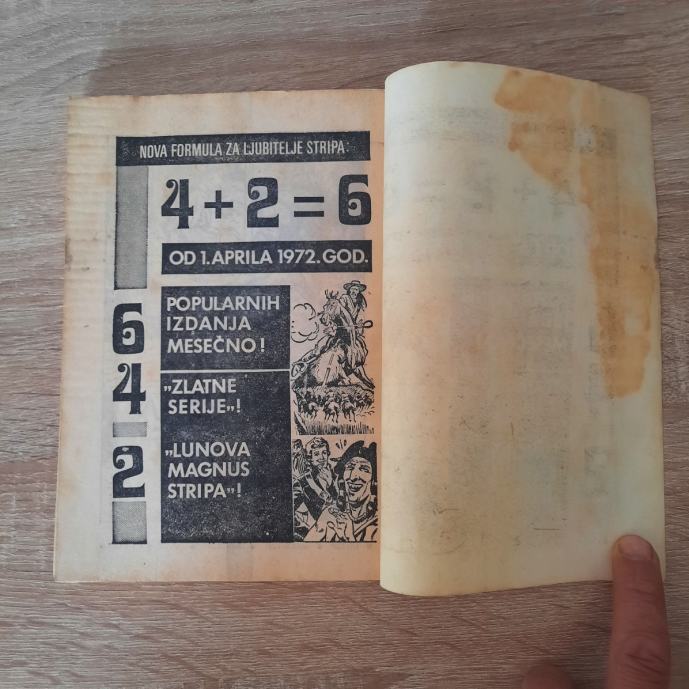 NOVA FORMULA ZA LJUBITELJE STRIPA:
4+2=6
OD 1. APRILA 1972. GOD.
6
POPULARNIH
IZDANJA
MESEČNO!
4
„ZLATNE
SERIJE„!
2
„LUNOVA
MAGNUS
STRIPA”!